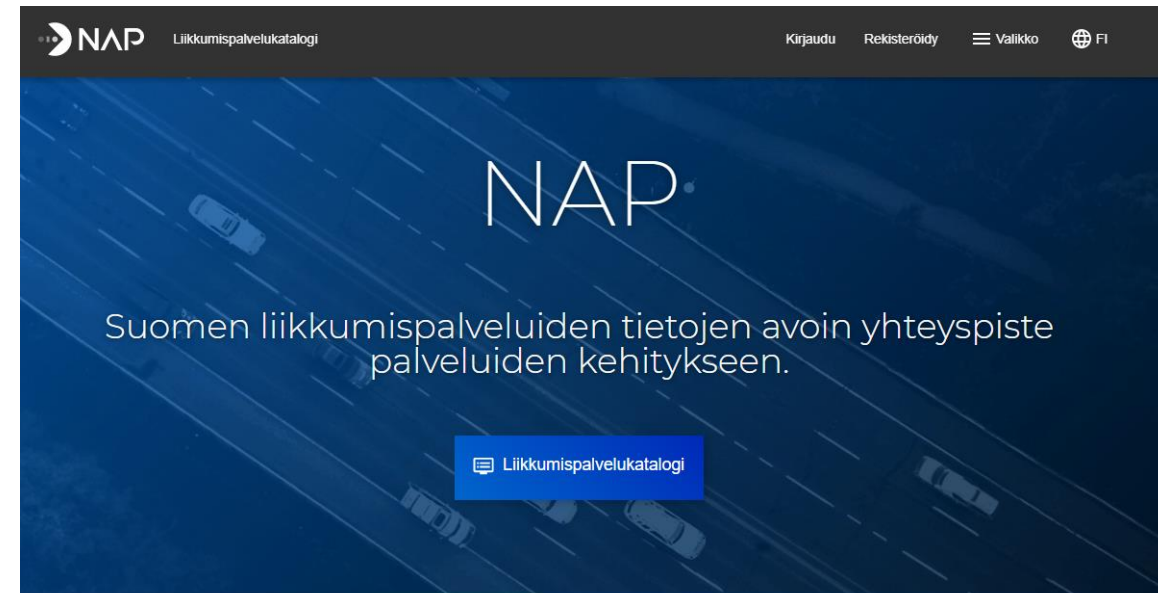 NAP Liikkumispalvelukatalogi Kirjaudu Rekisteröidy Valikko FI
NAP
Suomen liikkumispalveluiden tietojen avoin yhteyspiste
palveluiden kehitykseen.
Liikkumispalvelukatalogi